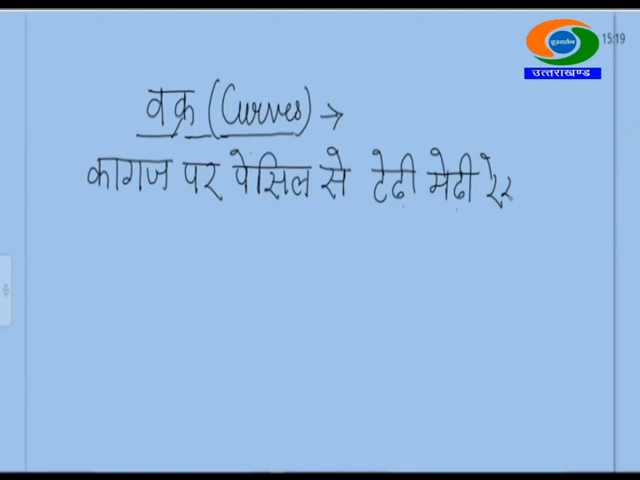 दूरदर्शन
15:19
उत्तराखण्ड
वक्र (Curves) →
कागज पर पेंसिल से टेढी मेढी